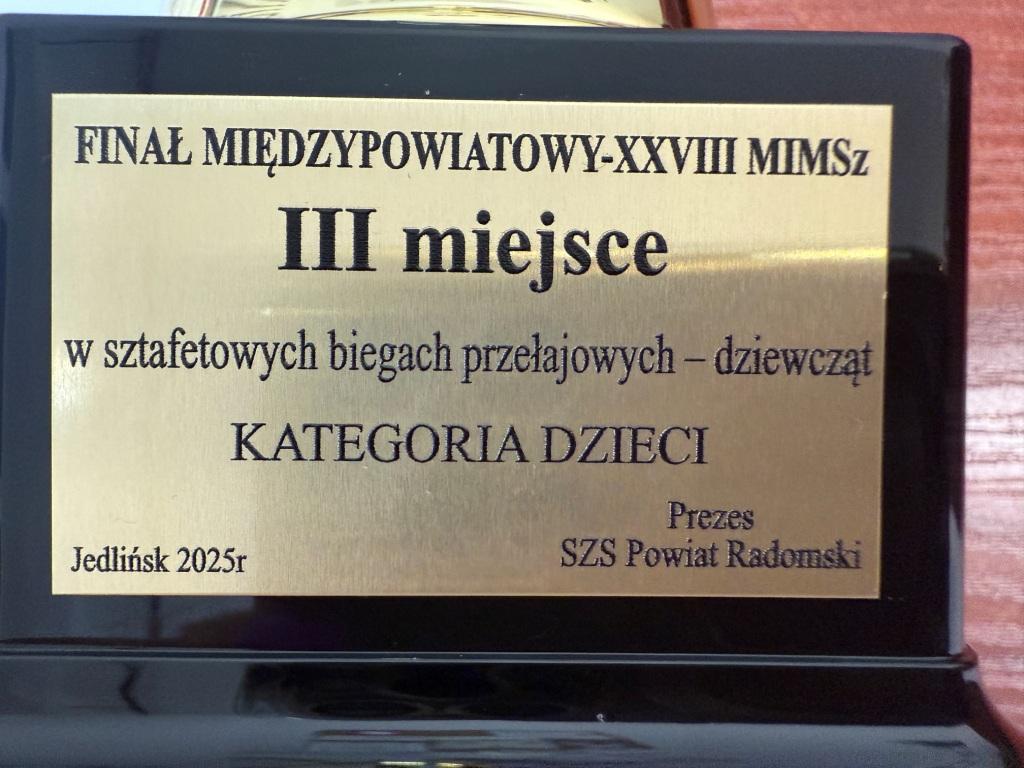 FINAŁ MIĘDZYPOWIATOWY-XXVIII MIMSz
III miejsce
w sztafetowych biegach przełajowych – dziewcząt
KATEGORIA DZIECI
Prezes
Jedlińsk 2025r SZS Powiat Radomski